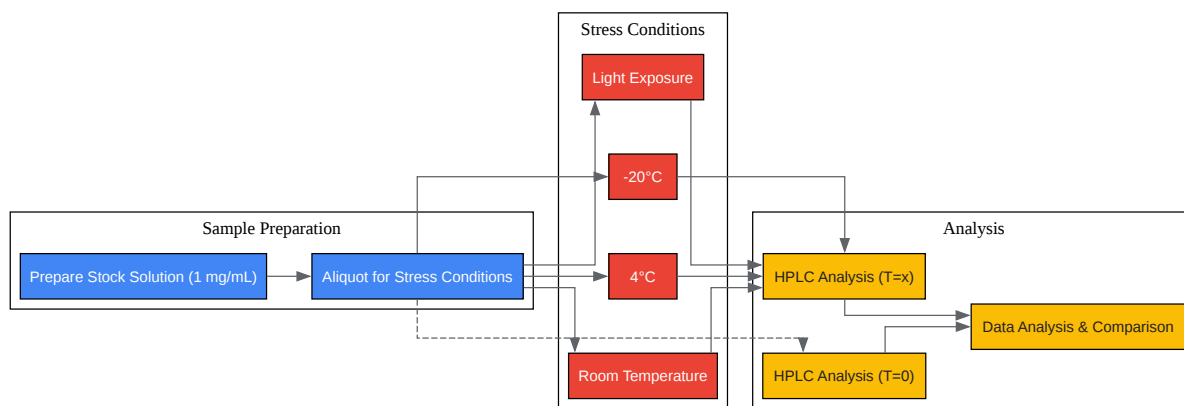 Stress Conditions
Light Exposure
-20°C
Sample Preparation
Analysis
Prepare Stock Solution (1 mg/mL)
Aliquot for Stress Conditions
4°C
HPLC Analysis (T=x)
Data Analysis & Comparison
Room Temperature
HPLC Analysis (T=0)